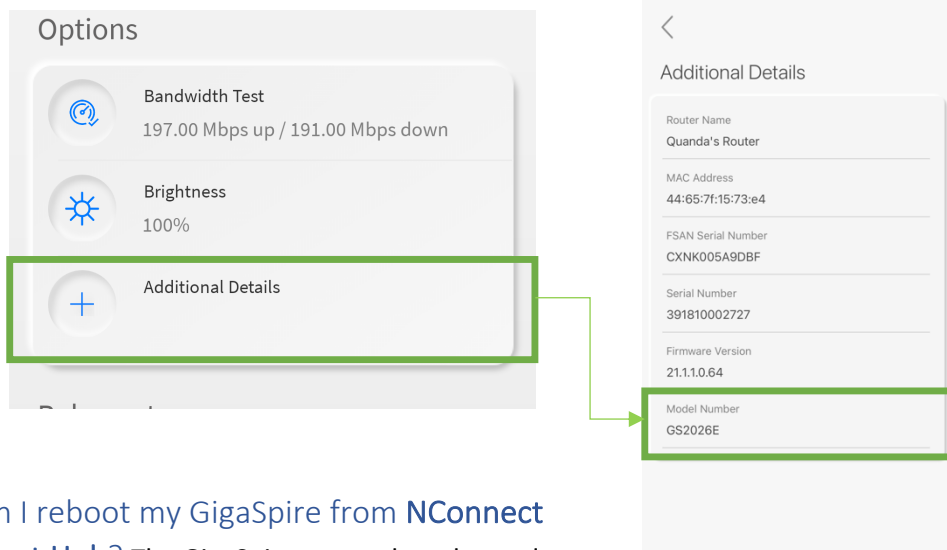 Options
Bandwidth Test
197.00 Mbps up / 191.00 Mbps down
Brightness
100%
Additional Details
Additional Details
Router Name
Quanda's Router
MAC Address
44:65:7f:15:73:e4
FSAN Serial Number
CXNK005A9DBF
Serial Number
391810002727
Firmware Version
21.1.1.0.64
Model Number
GS2026E
I reboot my GigaSpire from NConnect